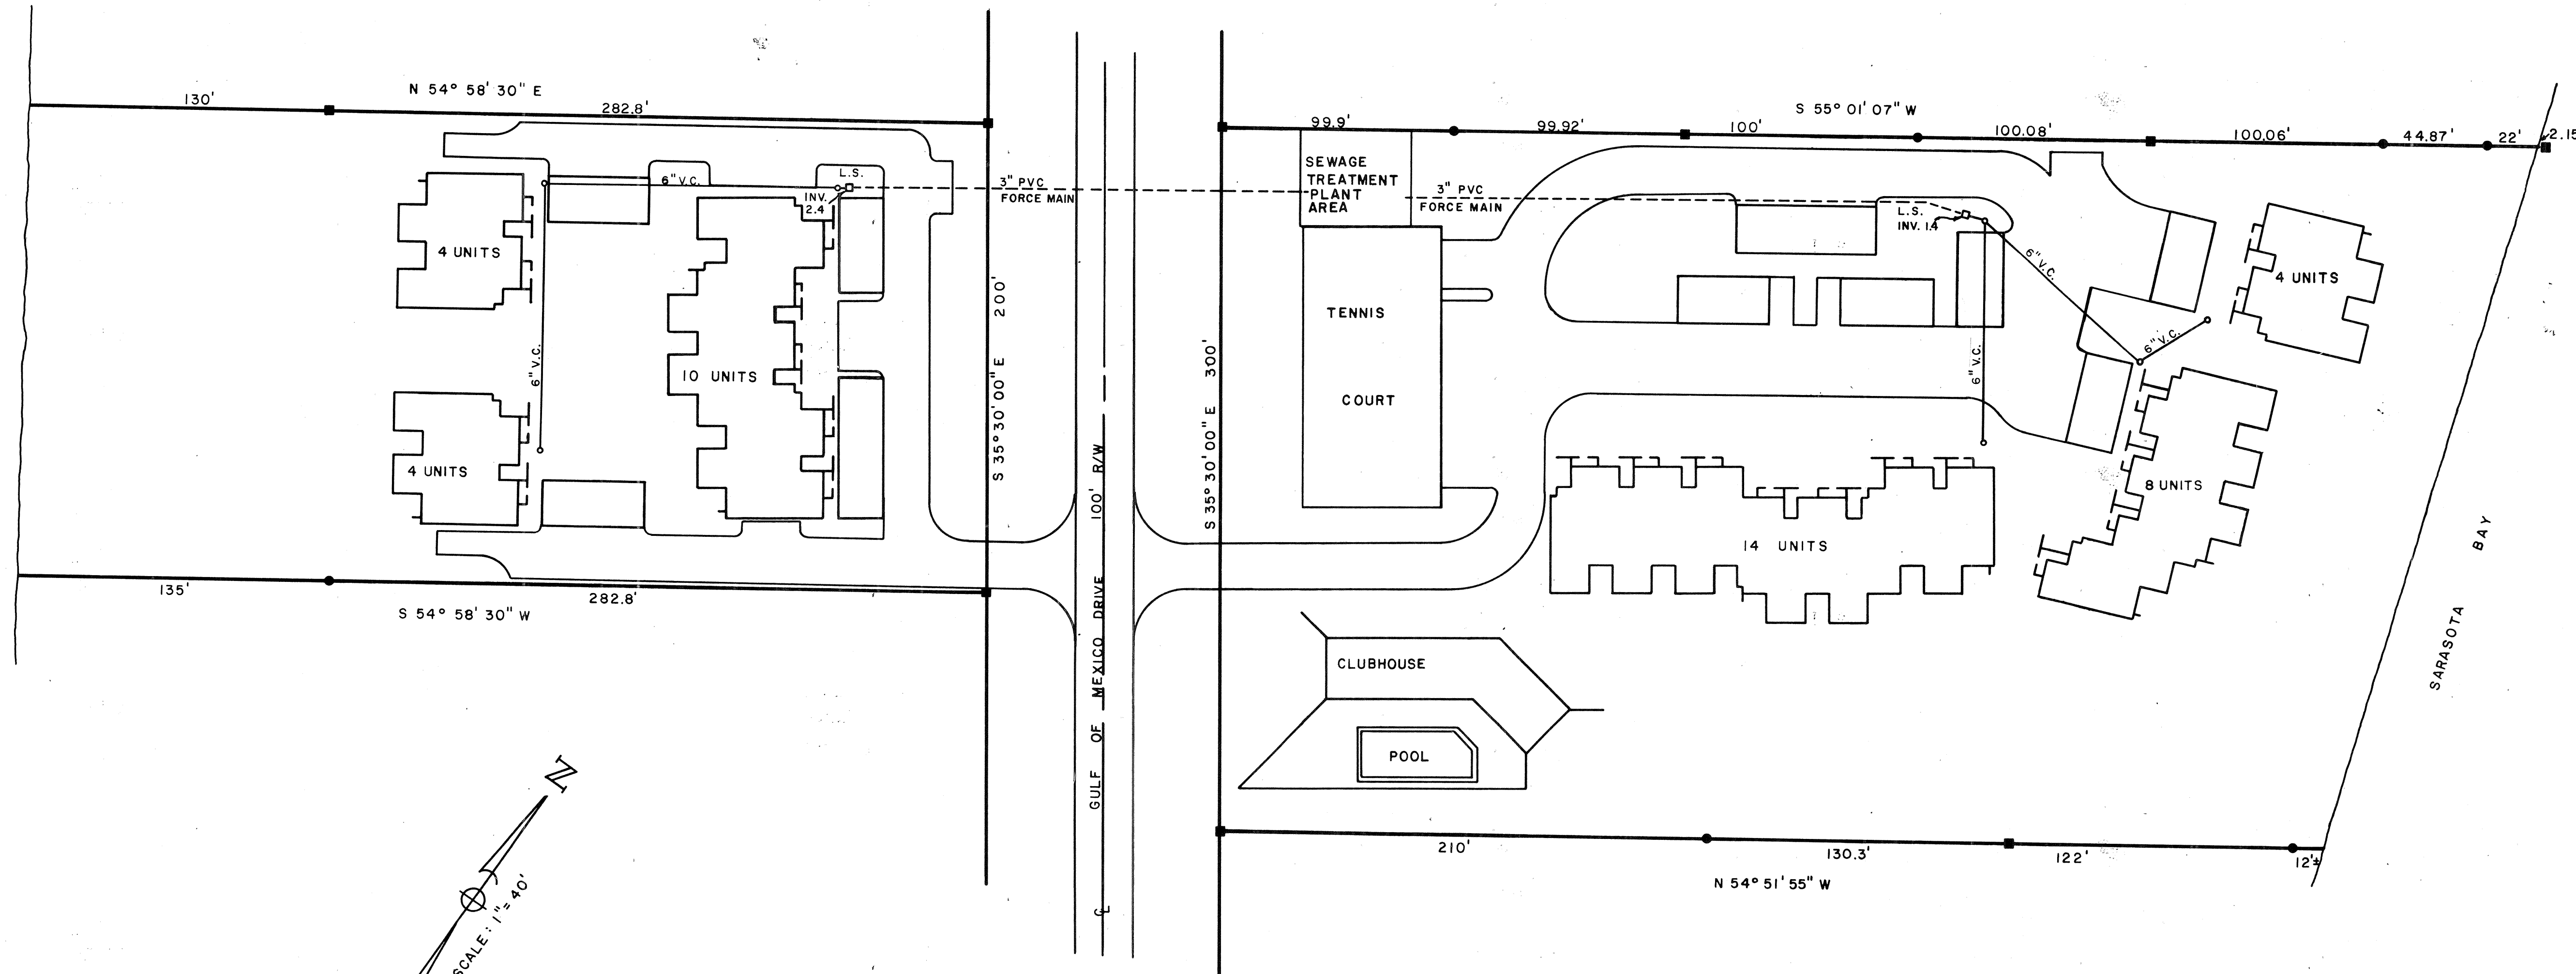 130'
N 54° 58' 30" E
282.8'
L.S.
6" V.C.
INV.
2.4
3" PVC
FORCE MAIN
4 UNITS
6" V.C.
10 UNITS
4 UNITS
135'
S 54° 58' 30" W
282.8'
S 35° 30' 00" E 200'
GULF OF MEXICO DRIVE 100' R/W
℄
S 35° 30' 00" E 300'
99.9'
99.92'
100'
S 55° 01' 07" W
100.08'
100.06'
44.87'
22'
2.15
SEWAGE
TREATMENT
PLANT
AREA
3" PVC
FORCE MAIN
L.S.
INV. 1.4
6" V.C.
6" V.C.
6" V.C.
4 UNITS
TENNIS
COURT
8 UNITS
14 UNITS
SARASOTA BAY
CLUBHOUSE
POOL
210'
130.3'
122'
12'±
N 54° 51' 55" W
N
SCALE : 1" = 40'